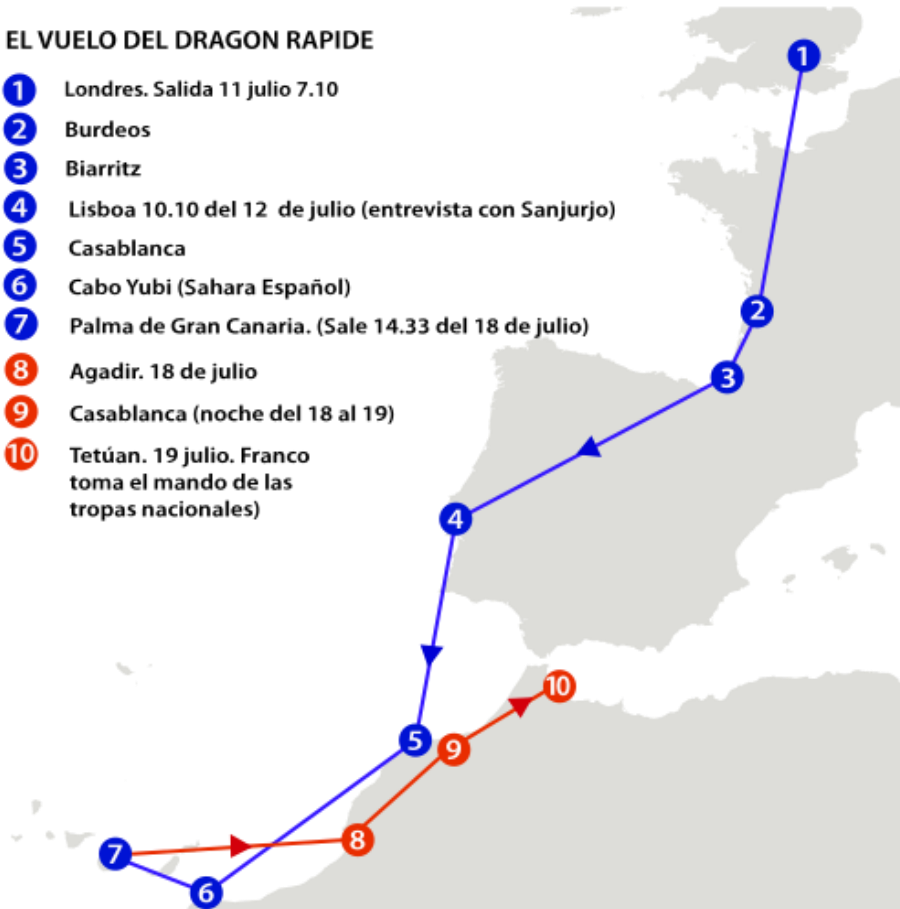 EL VUELO DEL DRAGON RAPIDE
1 Londres. Salida 11 julio 7.10
2 Burdeos
3 Biarritz
4 Lisboa 10.10 del 12 de julio (entrevista con Sanjurjo)
5 Casablanca
6 Cabo Yubi (Sahara Español)
7 Palma de Gran Canaria. (Sale 14.33 del 18 de julio)
8 Agadir. 18 de julio
9 Casablanca (noche del 18 al 19)
10 Tetúan. 19 julio. Franco
toma el mando de las
tropas nacionales)
1
2
3
4
10
5
9
8
7
6